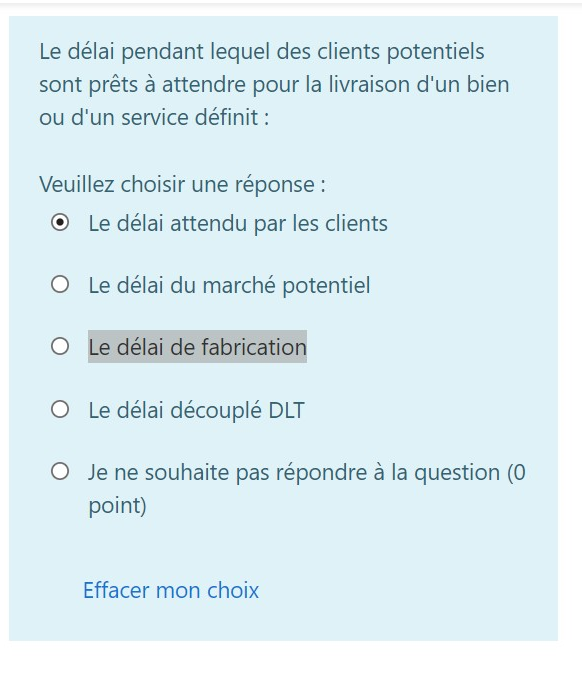 Le délai pendant lequel des clients potentiels
sont prêts à attendre pour la livraison d'un bien
ou d'un service définit :
Veuillez choisir une réponse :
Le délai attendu par les clients
Le délai du marché potentiel
Le délai de fabrication
Le délai découplé DLT
Je ne souhaite pas répondre à la question (0
point)
Effacer mon choix